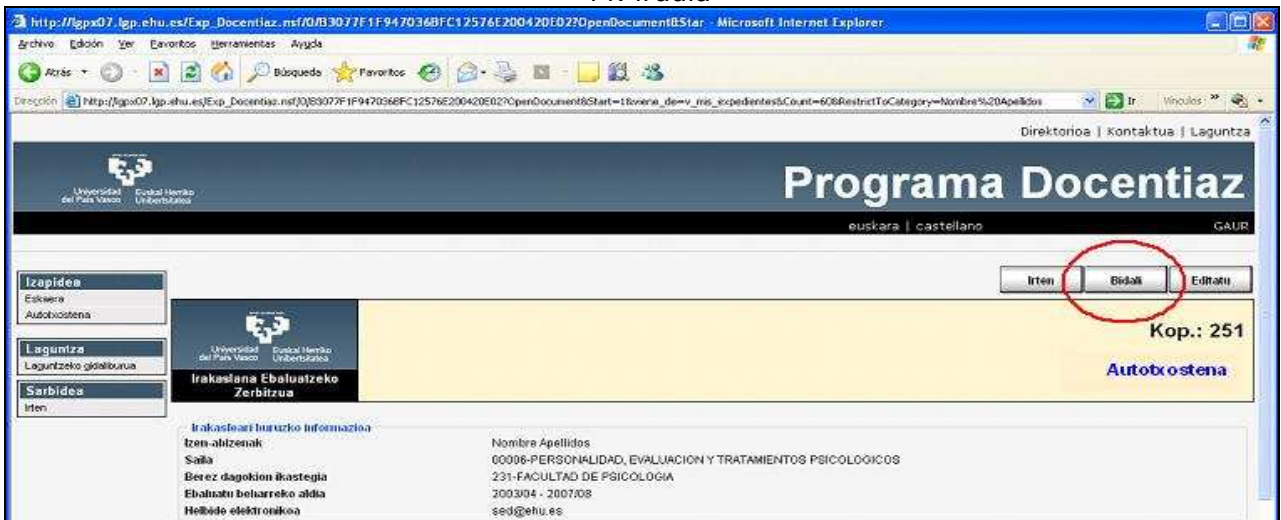 http://lgpx07.lgp.ehu.es/Exp_Docentiaz.nsf/0/B3077F1F947036BFC12576E200420E02?OpenDocument&Star - Microsoft Internet Explorer
Archivo Edición Ver Favoritos Herramientas Ayuda
Atrás Búsqueda Favoritos
Dirección http://lgpx07.lgp.ehu.es/Exp_Docentiaz.nsf/0/B3077F1F947036BFC12576E200420E02?OpenDocument&Start=1&viene_de=v_mis_expedientes&Count=60&RestrictToCategory=Nombre%20Apellidos Ir Vínculos »
Direktorioa | Kontaktua | Laguntza
Universidad del País Vasco Euskal Herriko Unibertsitatea
Programa Docentiaz
euskara | castellano GAUR
Irten Bidali Editatu
Izapidea
Eskaera
Autotxostena
Laguntza
Laguntzeko gidaliburua
Sarbidea
Irten
Universidad del País Vasco Euskal Herriko Unibertsitatea
Irakaslana Ebaluatzeko
Zerbitzua
Kop.: 251
Autotxostena
Irakasleari buruzko informazioa
Izen-abizenak Nombre Apellidos
Saila 00006-PERSONALIDAD, EVALUACION Y TRATAMIENTOS PSICOLOGICOS
Berez dagokion ikastegia 231-FACULTAD DE PSICOLOGIA
Ebaluatu beharreko aldia 2003/04 - 2007/08
Helbide elektronikoa sed@ehu.es